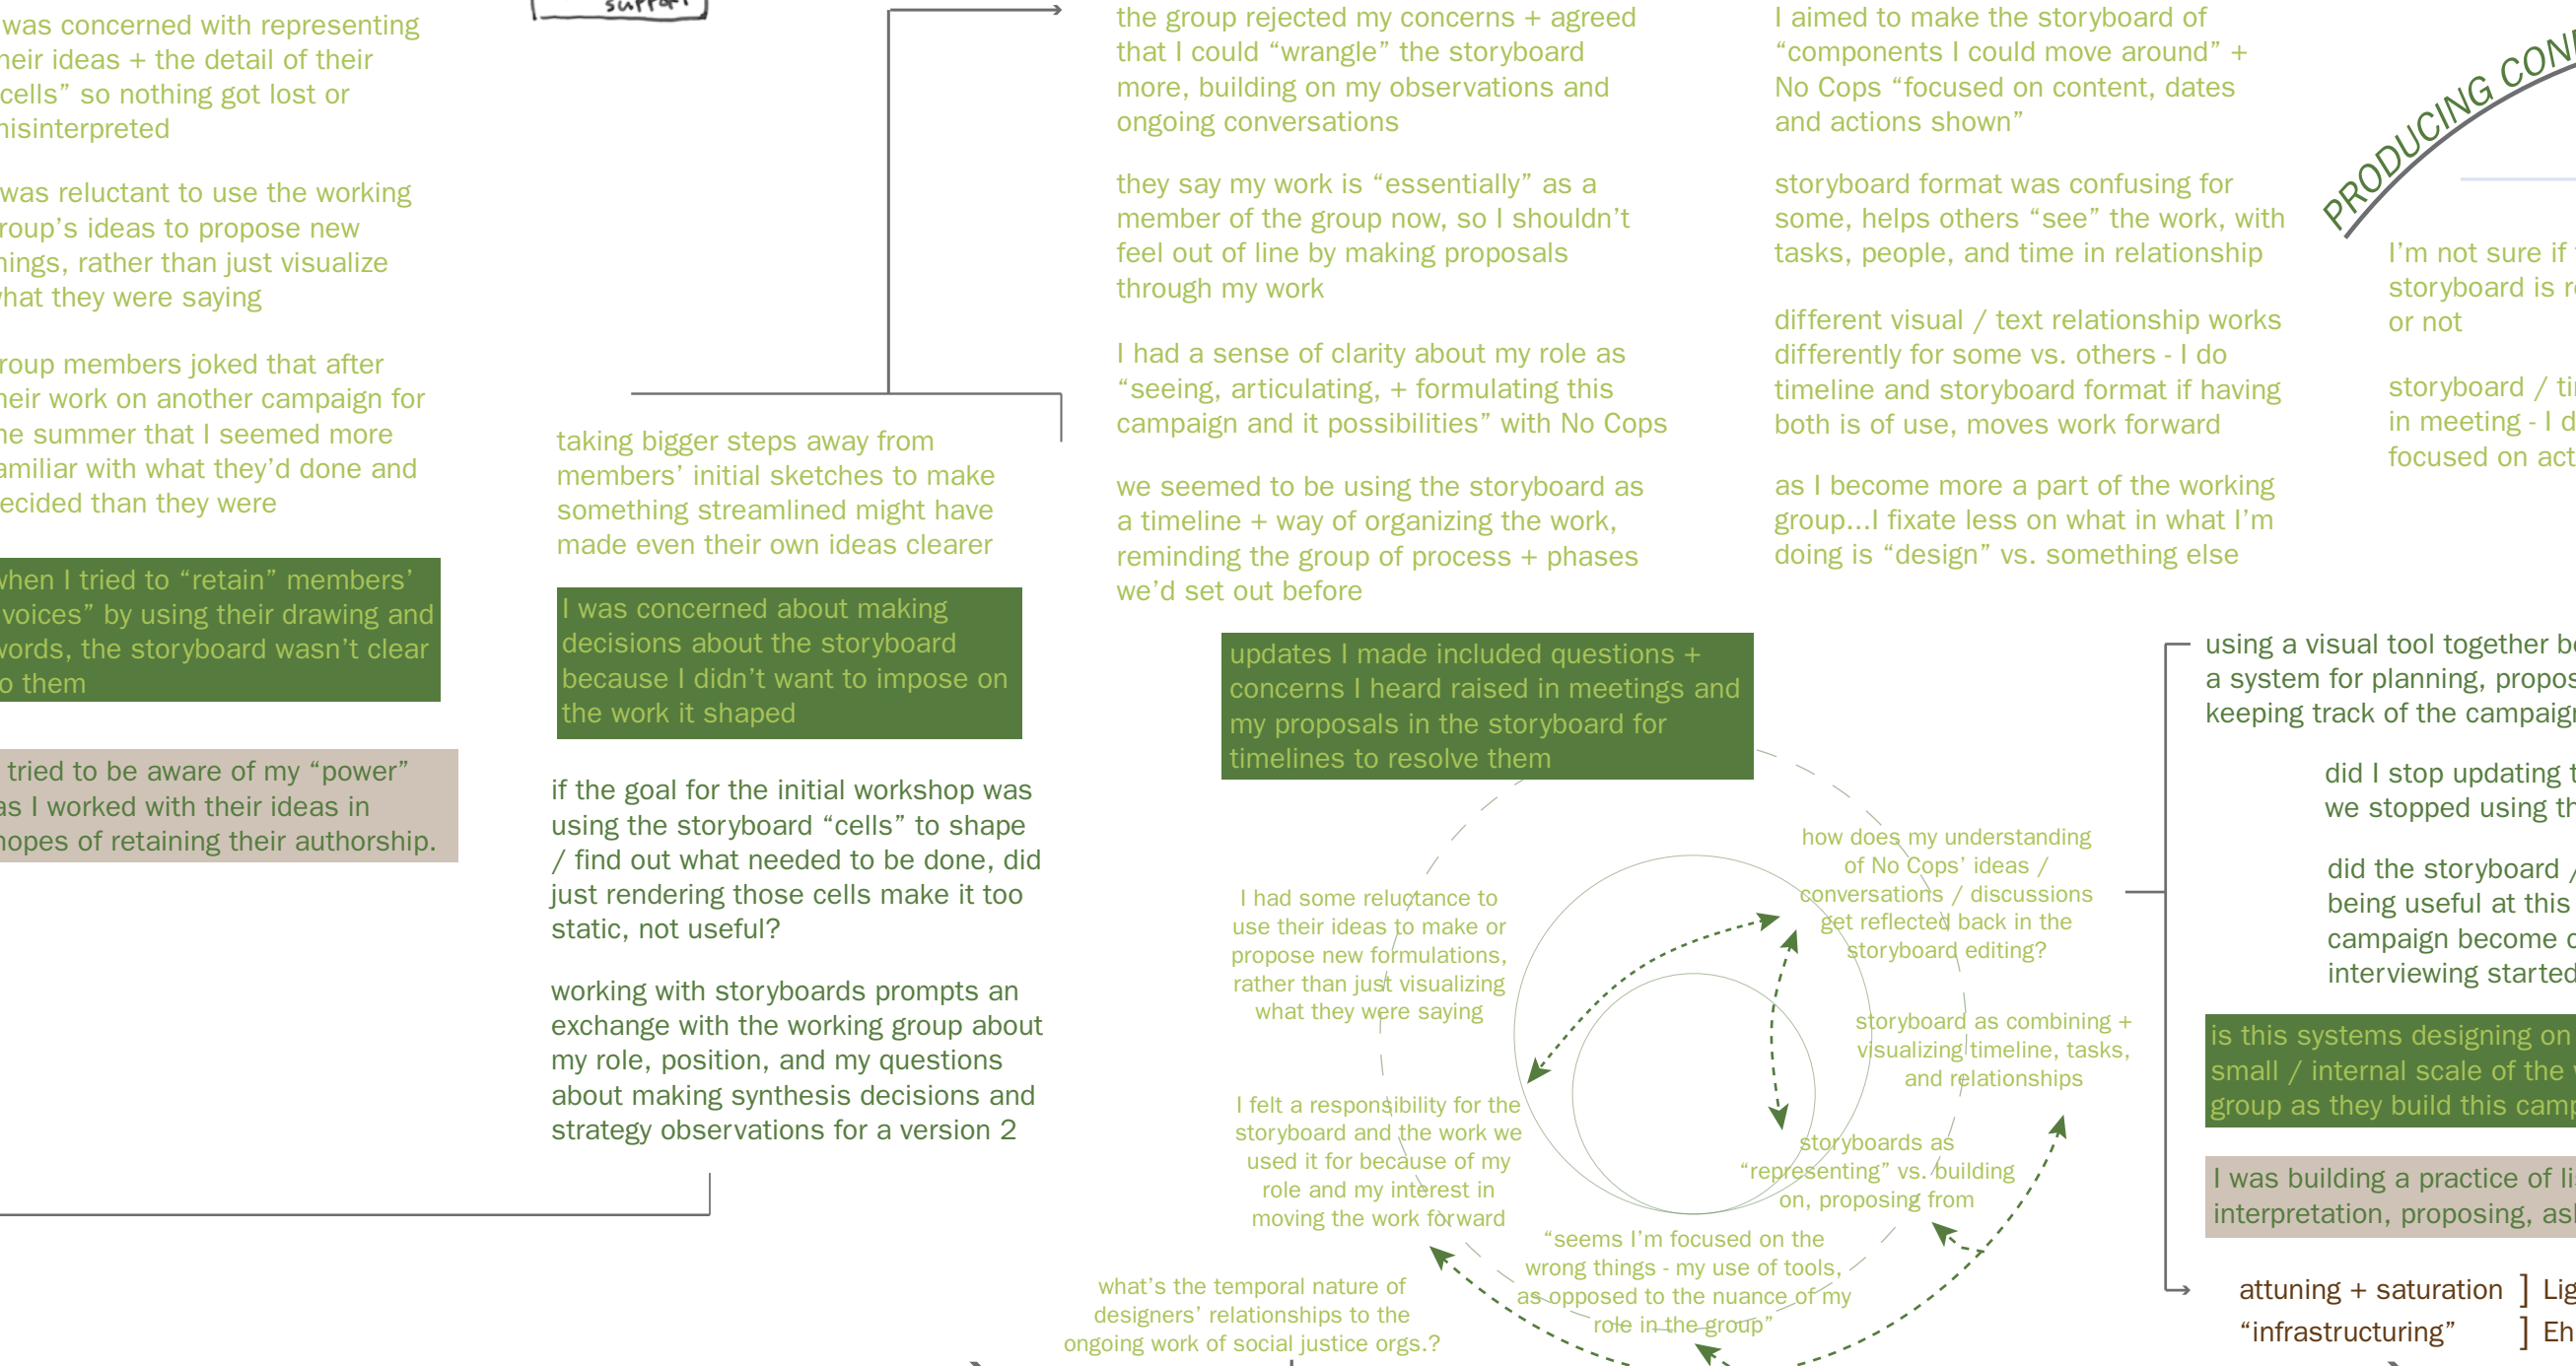 support
was concerned with representing
heir ideas + the detail of their
cells” so nothing got lost or
misinterpreted
was reluctant to use the working
group’s ideas to propose new
hings, rather than just visualize
what they were saying
group members joked that after
heir work on another campaign for
he summer that I seemed more
amiliar with what they’d done and
ecided than they were
when I tried to “retain” members’
voices” by using their drawing and
words, the storyboard wasn’t clear
o them
tried to be aware of my “power”
as I worked with their ideas in
hopes of retaining their authorship.
taking bigger steps away from
members’ initial sketches to make
something streamlined might have
made even their own ideas clearer
I was concerned about making
decisions about the storyboard
because I didn’t want to impose on
the work it shaped
if the goal for the initial workshop was
using the storyboard “cells” to shape
/ find out what needed to be done, did
just rendering those cells make it too
static, not useful?
working with storyboards prompts an
exchange with the working group about
my role, position, and my questions
about making synthesis decisions and
strategy observations for a version 2
the group rejected my concerns + agreed
that I could “wrangle” the storyboard
more, building on my observations and
ongoing conversations
they say my work is “essentially” as a
member of the group now, so I shouldn’t
feel out of line by making proposals
through my work
I had a sense of clarity about my role as
“seeing, articulating, + formulating this
campaign and it possibilities” with No Cops
we seemed to be using the storyboard as
a timeline + way of organizing the work,
reminding the group of process + phases
we’d set out before
updates I made included questions +
concerns I heard raised in meetings and
my proposals in the storyboard for
timelines to resolve them
I aimed to make the storyboard of
“components I could move around” +
No Cops “focused on content, dates
and actions shown”
storyboard format was confusing for
some, helps others “see” the work, with
tasks, people, and time in relationship
different visual / text relationship works
differently for some vs. others - I do
timeline and storyboard format if having
both is of use, moves work forward
as I become more a part of the working
group...I fixate less on what in what I’m
doing is “design” vs. something else
I had some reluctance to
use their ideas to make or
propose new formulations,
rather than just visualizing
what they were saying
I felt a responsibility for the
storyboard and the work we
used it for because of my
role and my interest in
moving the work forward
what’s the temporal nature of
designers’ relationships to the
ongoing work of social justice orgs.?
how does my understanding
of No Cops’ ideas /
conversations / discussions
get reflected back in the
storyboard editing?
storyboard as combining +
visualizing timeline, tasks,
and relationships
storyboards as
“representing” vs. building
on, proposing from
“seems I’m focused on the
wrong things - my use of tools,
as opposed to the nuance of my
role in the group”
PRODUCING CON
I’m not sure if
storyboard is r
or not
storyboard / ti
in meeting - I d
focused on act
using a visual tool together be
a system for planning, propos
keeping track of the campaign
did I stop updating t
we stopped using th
did the storyboard /
being useful at this
campaign become c
interviewing started
is this systems designing on
small / internal scale of the w
group as they build this camp
I was building a practice of lis
interpretation, proposing, ask
attuning + saturation ] Lig
“infrastructuring” ] Eh